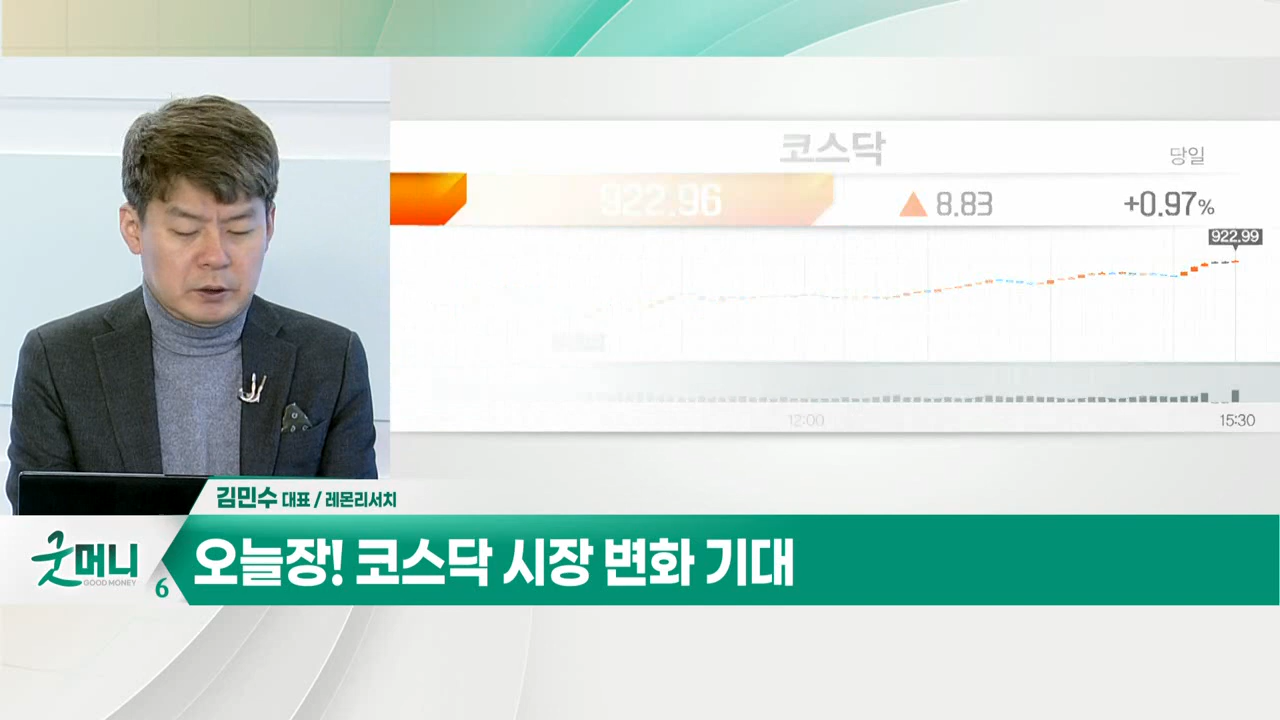 코스닥
당일
922.96
▲ 8.83
+0.97%
922.99
12:00
15:30
김민수 대표 / 레몬리서치
굿머니
GOOD MONEY
6
오늘장! 코스닥 시장 변화 기대